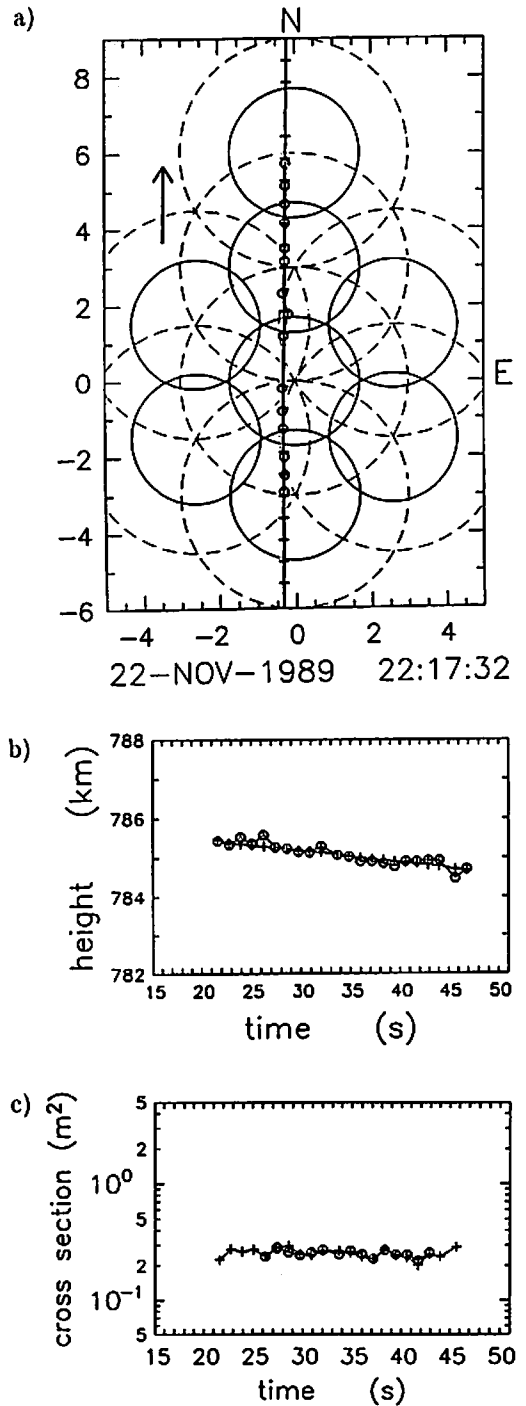 a)
N
8
6
4
2
0
−2
−4
−6
E
−4 −2 0 2 4
22−NOV−1989 22:17:32
b)
height (km)
788
786
784
782
15 20 25 30 35 40 45 50
time (s)
c)
cross section (m²)
5
2
10⁰
5
2
10⁻¹
5
15 20 25 30 35 40 45 50
time (s)